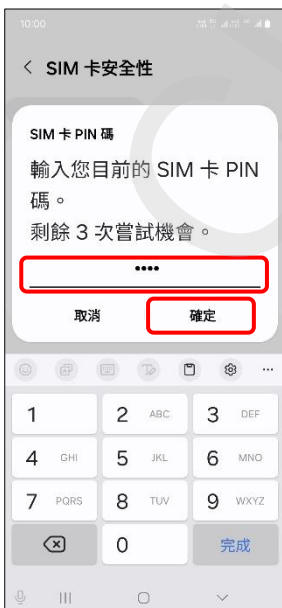 10:00
SIM 卡安全性
SIM 卡 PIN 碼
輸入您目前的 SIM 卡 PIN
碼。
剩餘 3 次嘗試機會。
••••
取消 確定
1 2 ABC 3 DEF
4 GHI 5 JKL 6 MNO
7 PQRS 8 TUV 9 WXYZ
0 完成